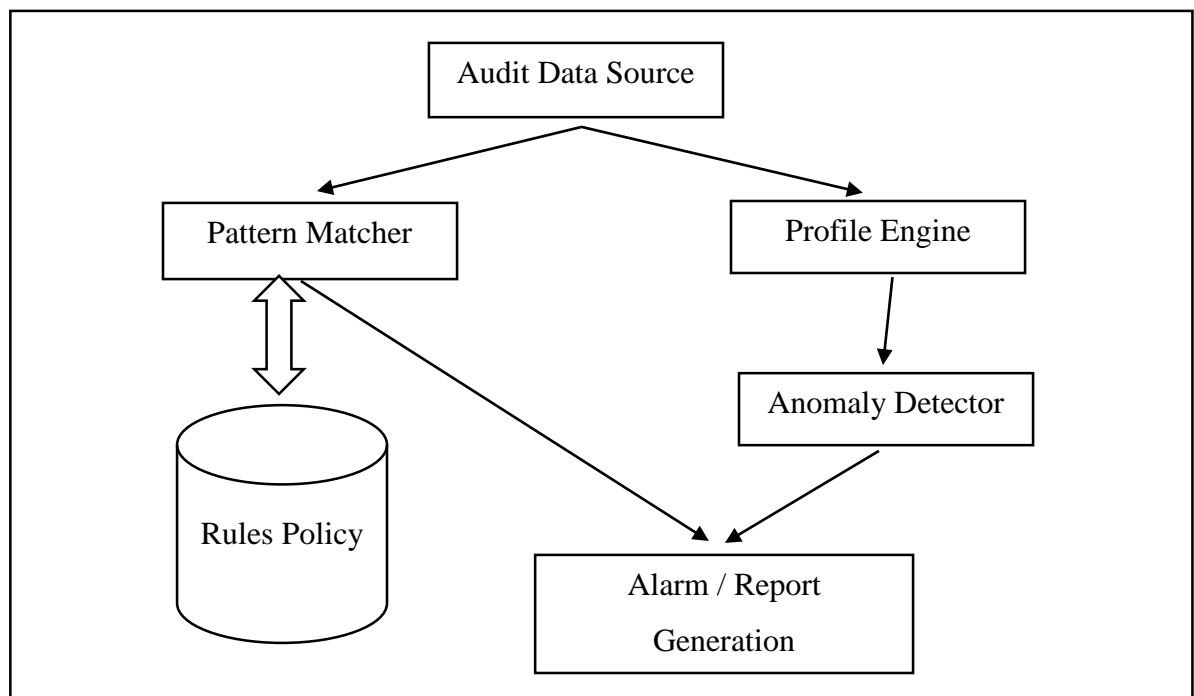 Audit Data Source
Pattern Matcher
Profile Engine
Anomaly Detector
Rules Policy
Alarm / Report
Generation